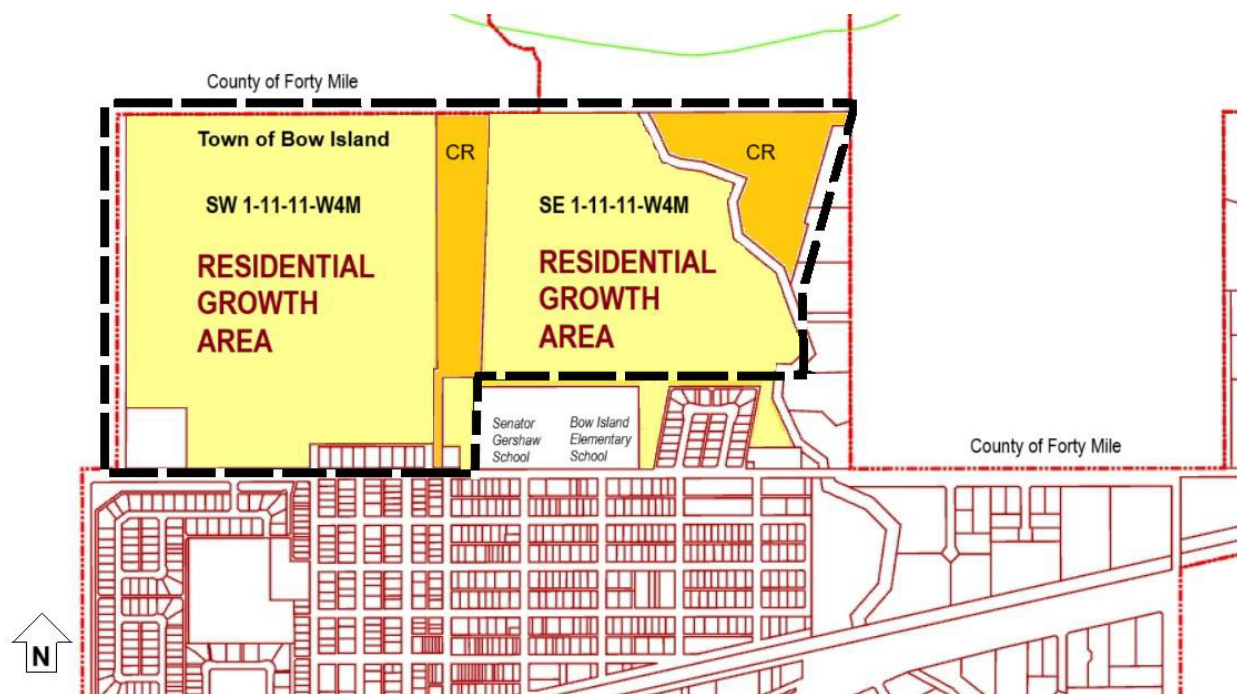 County of Forty Mile
Town of Bow Island
CR
CR
SW 1-11-11-W4M
SE 1-11-11-W4M
RESIDENTIAL
GROWTH
AREA
RESIDENTIAL
GROWTH
AREA
Senator
Gershaw
School
Bow Island
Elementary
School
County of Forty Mile
N